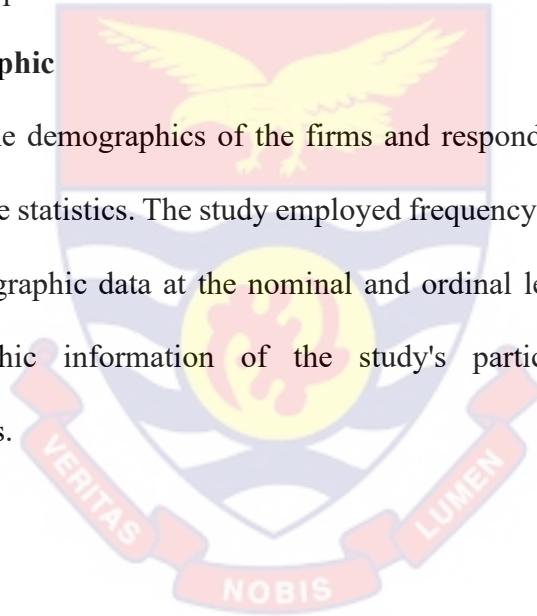 phic
e demographics of the firms and respond
e statistics. The study employed frequency
graphic data at the nominal and ordinal le
hic information of the study's partic
s.
VERITAS
NOBIS
LUMEN